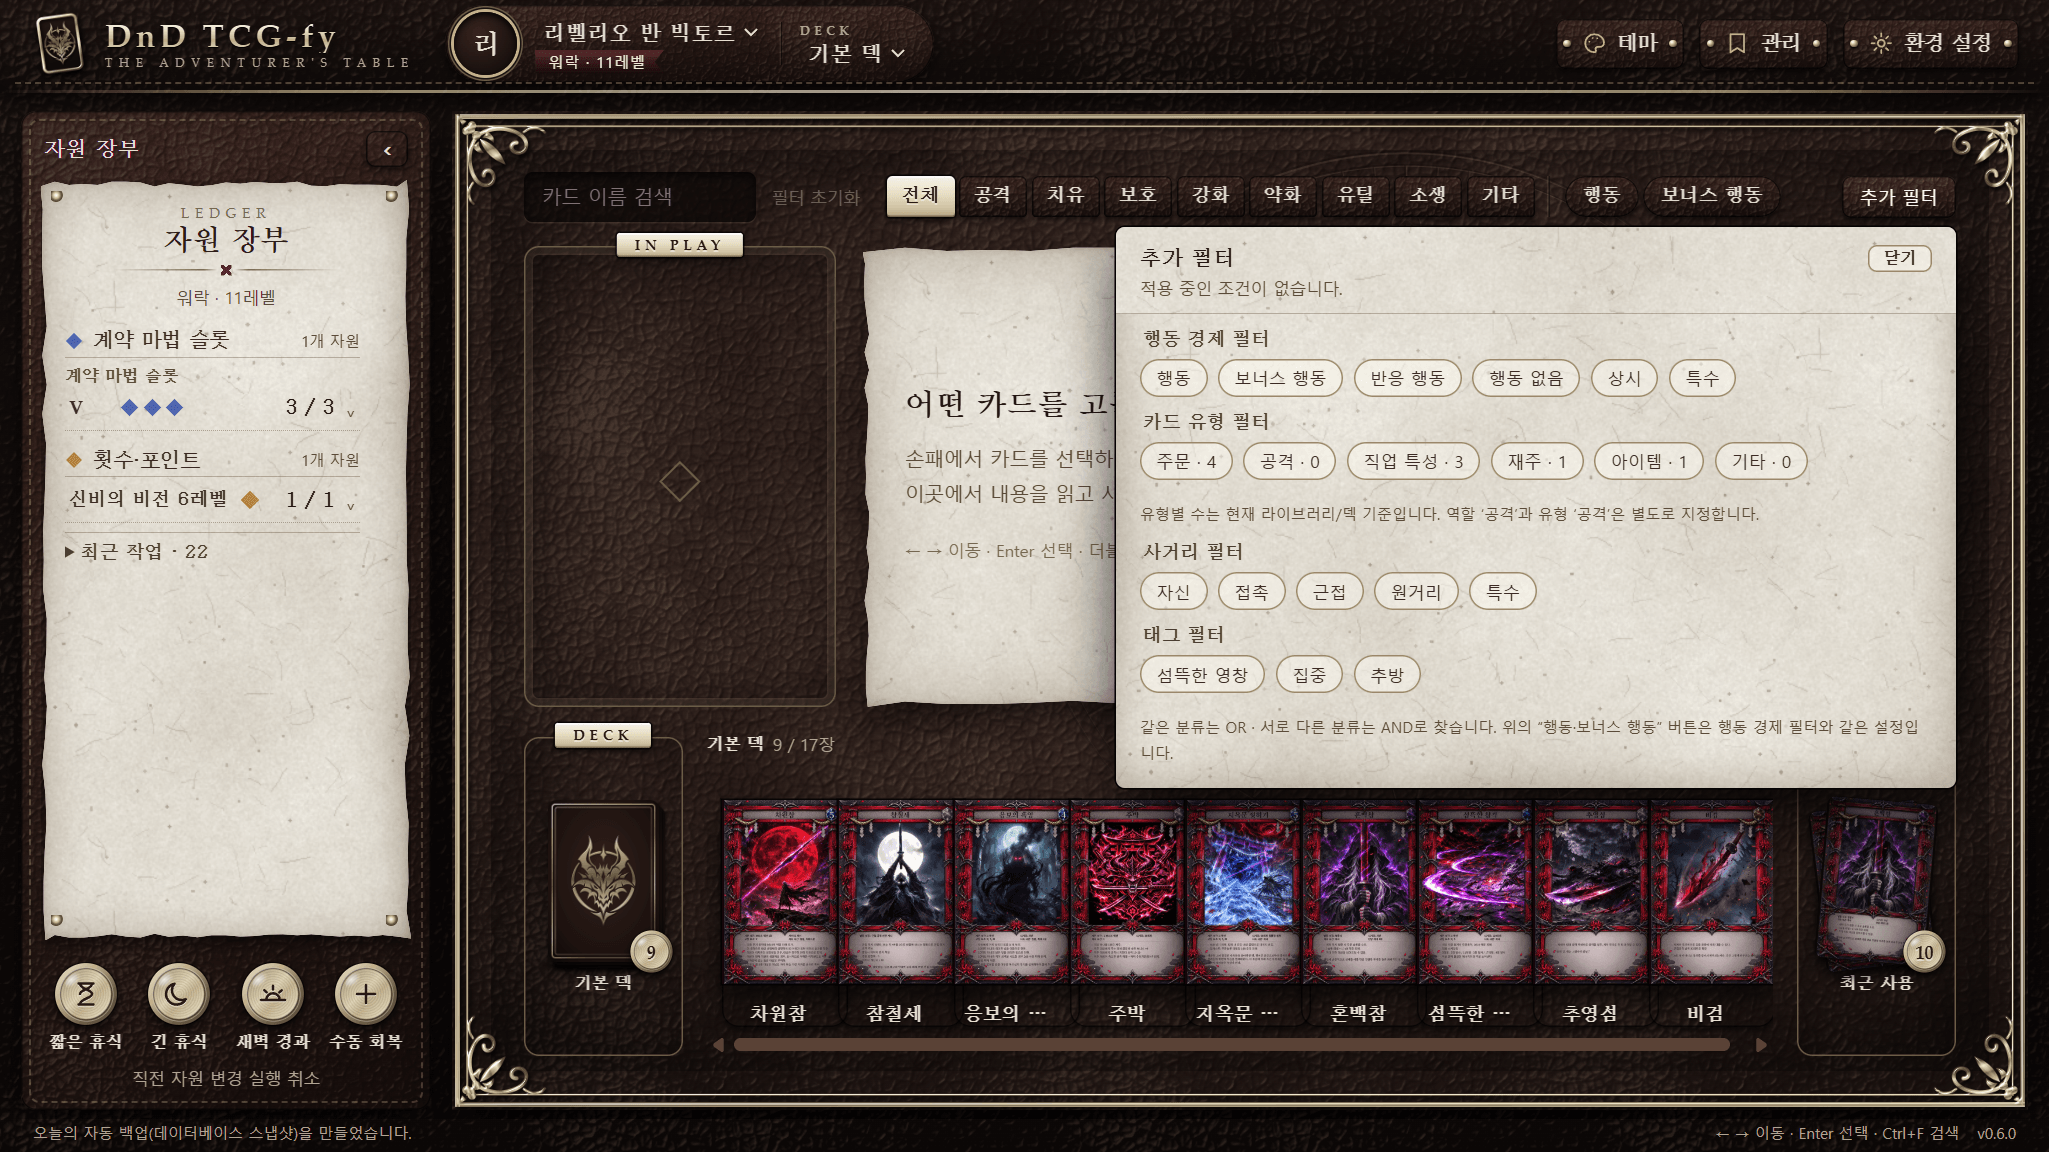 DnD TCG-fy
THE ADVENTURER'S TABLE
리
리벨리오 반 빅토르
워락 · 11레벨
DECK
기본 덱
테마
관리
환경 설정
자원 장부
LEDGER
자원 장부
워락 · 11레벨
계약 마법 슬롯 1개 자원
계약 마법 슬롯
V 3 / 3
횟수·포인트 1개 자원
신비의 비전 6레벨 1 / 1
최근 작업 · 22
짧은 휴식 긴 휴식 새벽 경과 수동 회복
직전 자원 변경 실행 취소
카드 이름 검색 필터 초기화 전체 공격 치유 보호 강화 약화 유틸 소생 기타 행동 보너스 행동 추가 필터
IN PLAY
어떤 카드를 고
손패에서 카드를 선택하
이곳에서 내용을 읽고
← → 이동 · Enter 선택 · 더블
추가 필터 닫기
적용 중인 조건이 없습니다.
행동 경제 필터
행동 보너스 행동 반응 행동 행동 없음 상시 특수
카드 유형 필터
주문 · 4 공격 · 0 직업 특성 · 3 재주 · 1 아이템 · 1 기타 · 0
유형별 수는 현재 라이브러리/덱 기준입니다. 역할 ‘공격’과 유형 ‘공격’은 별도로 지정합니다.
사거리 필터
자신 접촉 근접 원거리 특수
태그 필터
섬뜩한 영창 집중 추방
같은 분류는 OR · 서로 다른 분류는 AND로 찾습니다. 위의 “행동·보너스 행동” 버튼은 행동 경제 필터와 같은 설정입
니다.
DECK
기본 덱 9 / 17장
9
기본 덱
차원참 참철세 응보의 ··· 주박 지옥문 ··· 혼백참 섬뜩한 ··· 추영섬 비검
10
최근 사용
오늘의 자동 백업(데이터베이스 스냅샷)을 만들었습니다.
← → 이동 · Enter 선택 · Ctrl+F 검색 v0.6.0